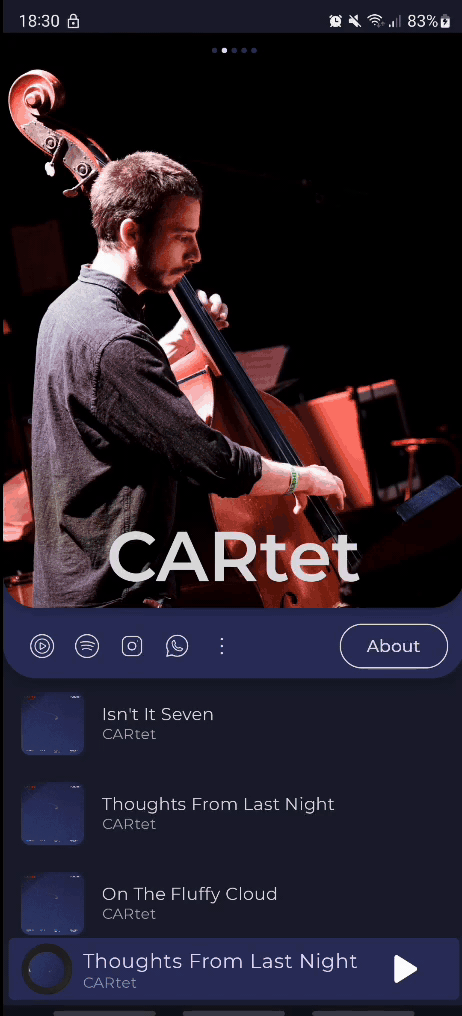 18:30
83%
CARtet
About
Isn't It Seven
CARtet
Thoughts From Last Night
CARtet
On The Fluffy Cloud
CARtet
Thoughts From Last Night
CARtet